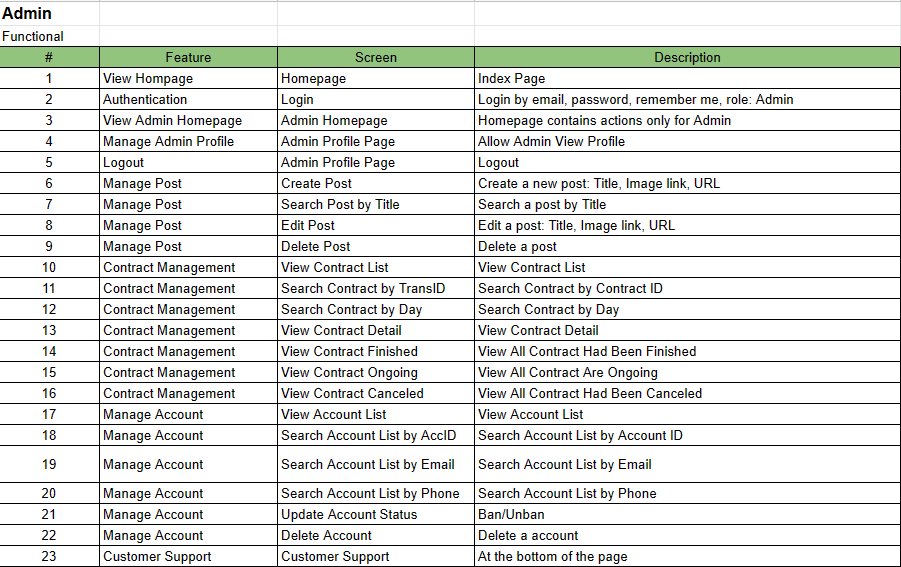 Admin
Functional
# Feature Screen Description
1 View Hompage Homepage Index Page
2 Authentication Login Login by email, password, remember me, role: Admin
3 View Admin Homepage Admin Homepage Homepage contains actions only for Admin
4 Manage Admin Profile Admin Profile Page Allow Admin View Profile
5 Logout Admin Profile Page Logout
6 Manage Post Create Post Create a new post: Title, Image link, URL
7 Manage Post Search Post by Title Search a post by Title
8 Manage Post Edit Post Edit a post: Title, Image link, URL
9 Manage Post Delete Post Delete a post
10 Contract Management View Contract List View Contract List
11 Contract Management Search Contract by TransID Search Contract by Contract ID
12 Contract Management Search Contract by Day Search Contract by Day
13 Contract Management View Contract Detail View Contract Detail
14 Contract Management View Contract Finished View All Contract Had Been Finished
15 Contract Management View Contract Ongoing View All Contract Are Ongoing
16 Contract Management View Contract Canceled View All Contract Had Been Canceled
17 Manage Account View Account List View Account List
18 Manage Account Search Account List by AccID Search Account List by Account ID
19 Manage Account Search Account List by Email Search Account List by Email
20 Manage Account Search Account List by Phone Search Account List by Phone
21 Manage Account Update Account Status Ban/Unban
22 Manage Account Delete Account Delete a account
23 Customer Support Customer Support At the bottom of the page